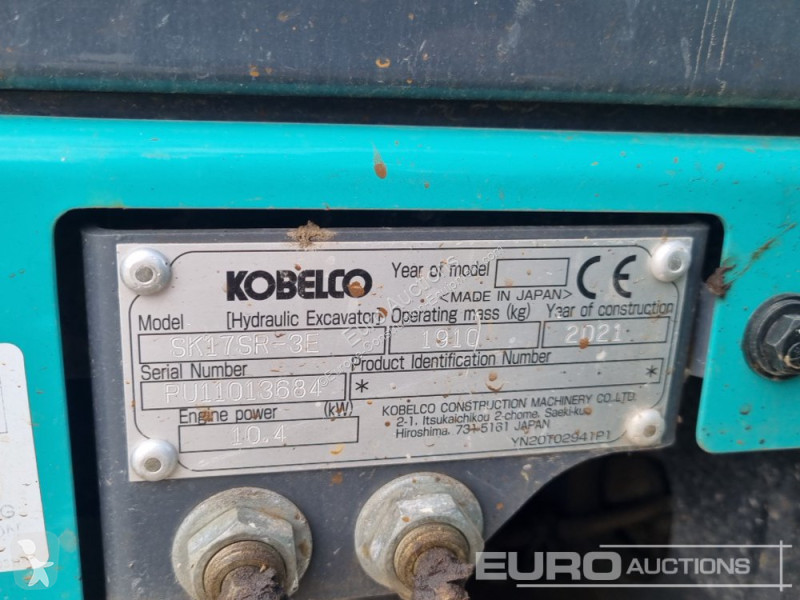 KOBELCO Year of model CE
<MADE IN JAPAN>
Model [Hydraulic Excavator] Operating mass (kg) Year of construction
SK17SR-3E 1910 2021
Serial Number Product Identification Number
PU11013684 * *
Engine power (kW)
10.4
KOBELCO CONSTRUCTION MACHINERY CO.,LTD.
2-1, Itsukaichikou 2-chome, Saeki-ku,
Hiroshima, 731-5161 JAPAN
YN20T02941P1
EURO AUCTIONS